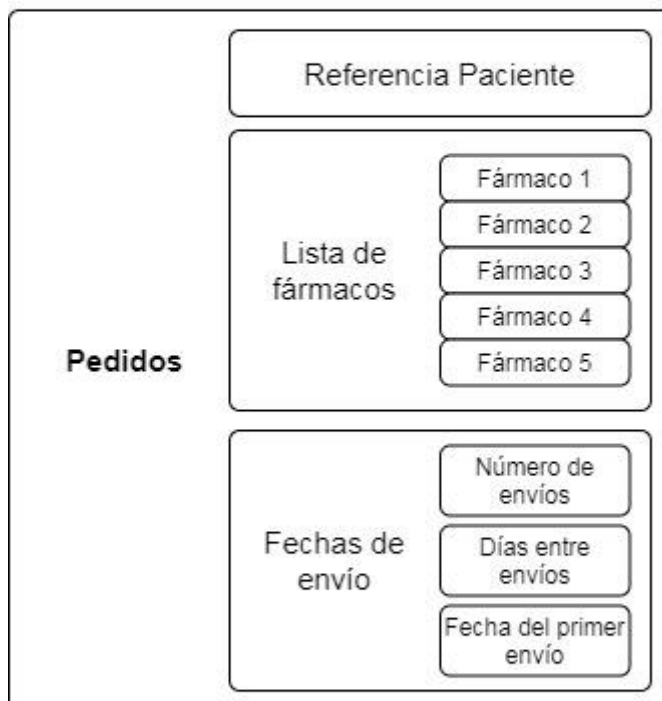 Referencia Paciente
Lista de
fármacos
Fármaco 1
Fármaco 2
Fármaco 3
Fármaco 4
Fármaco 5
Pedidos
Fechas de
envío
Número de
envíos
Días entre
envíos
Fecha del primer
envío